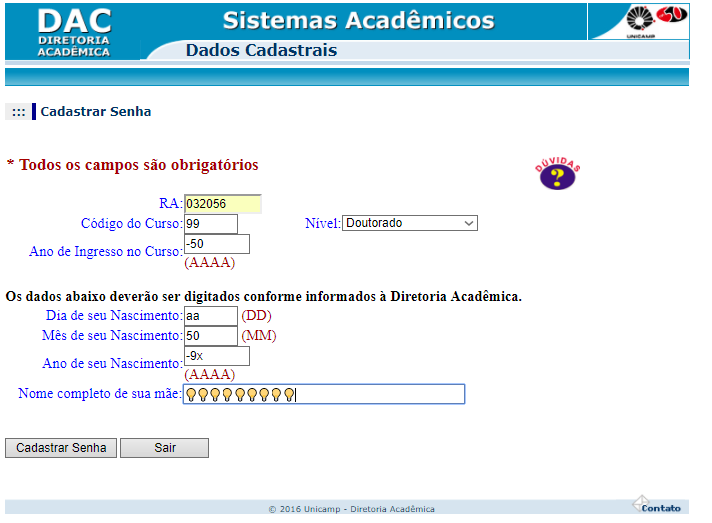 DAC
DIRETORIA
ACADÊMICA
Sistemas Acadêmicos
UNICAMP
50
Dados Cadastrais
::: Cadastrar Senha
* Todos os campos são obrigatórios
DÚVIDAS
?
RA: 032056
Código do Curso: 99 Nível: Doutorado
Ano de Ingresso no Curso: -50
(AAAA)
Os dados abaixo deverão ser digitados conforme informados à Diretoria Acadêmica.
Dia de seu Nascimento: aa (DD)
Mês de seu Nascimento: 50 (MM)
Ano de seu Nascimento: -9x
(AAAA)
Nome completo de sua mãe: 💡💡💡💡💡💡💡💡💡
Cadastrar Senha Sair
© 2016 Unicamp - Diretoria Acadêmica
Contato